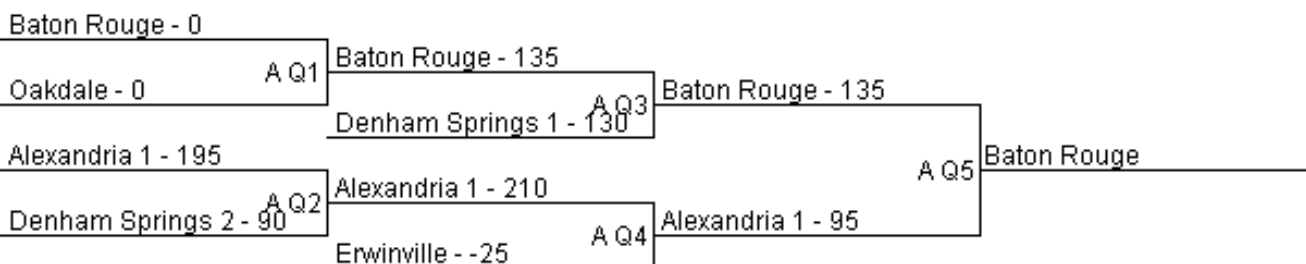 Baton Rouge - 0
A Q1
Oakdale - 0
Baton Rouge - 135
A Q3
Denham Springs 1 - 130
Baton Rouge - 135
Alexandria 1 - 195
A Q2
Denham Springs 2 - 90
Alexandria 1 - 210
A Q4
Erwinville - -25
Alexandria 1 - 95
A Q5
Baton Rouge